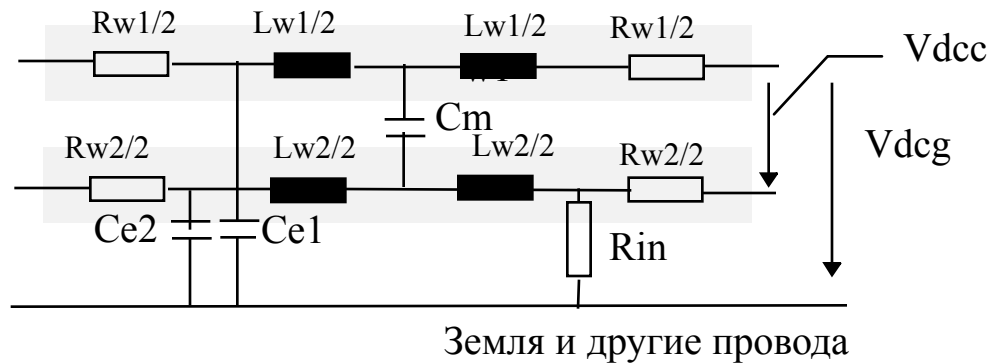 Rw1/2 Lw1/2 Lw1/2 Rw1/2
Vdcc
Cm
Vdcg
Rw2/2 Lw2/2 Lw2/2 Rw2/2
Ce2 Ce1
Rin
Земля и другие провода